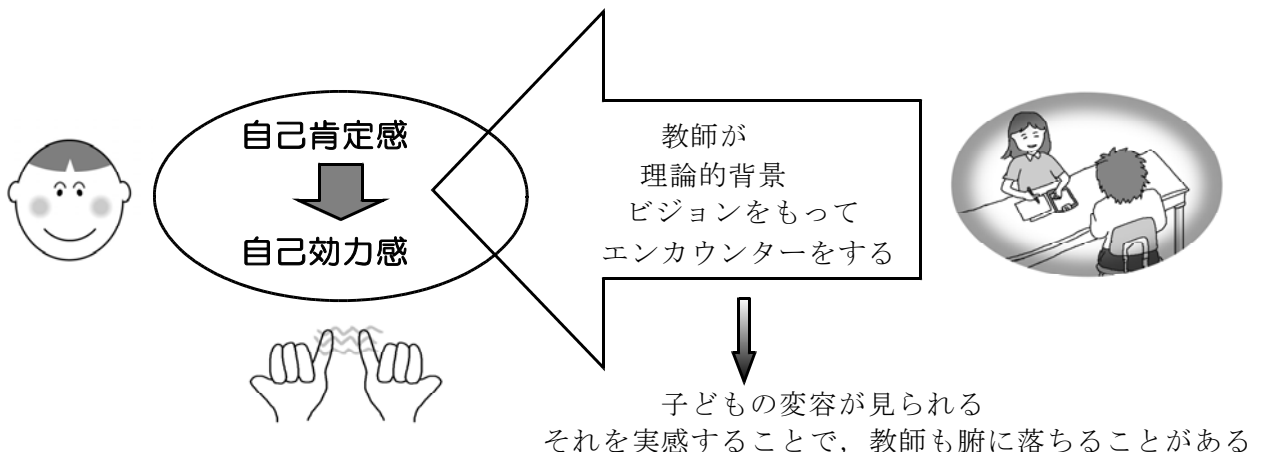 自己肯定感
自己効力感
教師が
理論的背景
ビジョンをもって
エンカウンターをする
子どもの変容が見られる
それを実感することで，教師も腑に落ちることがある